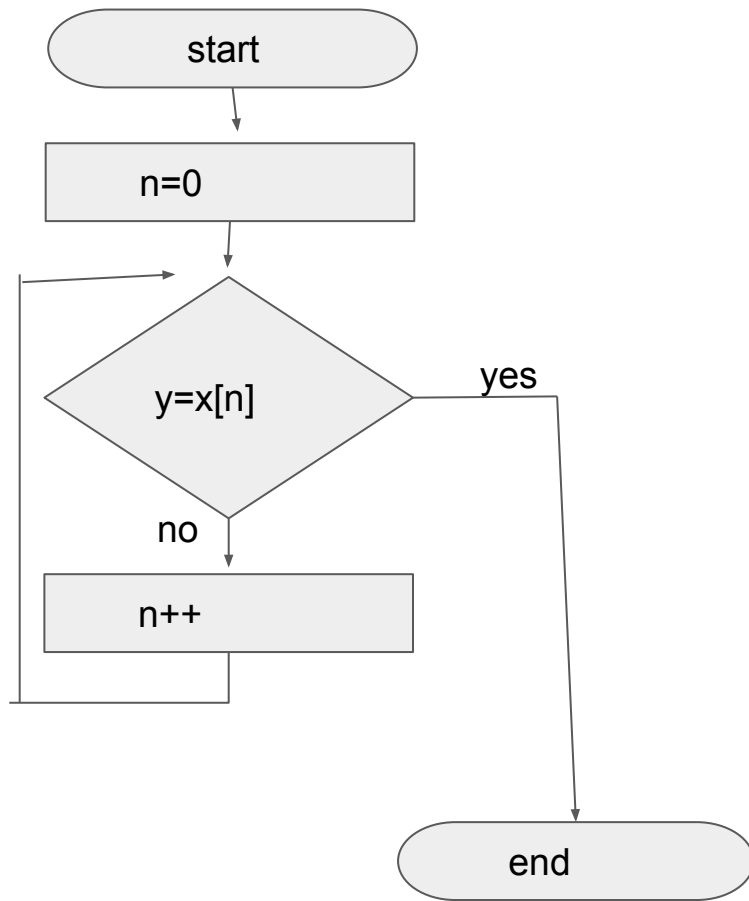 start
n=0
y=x[n]
yes
no
n++
end